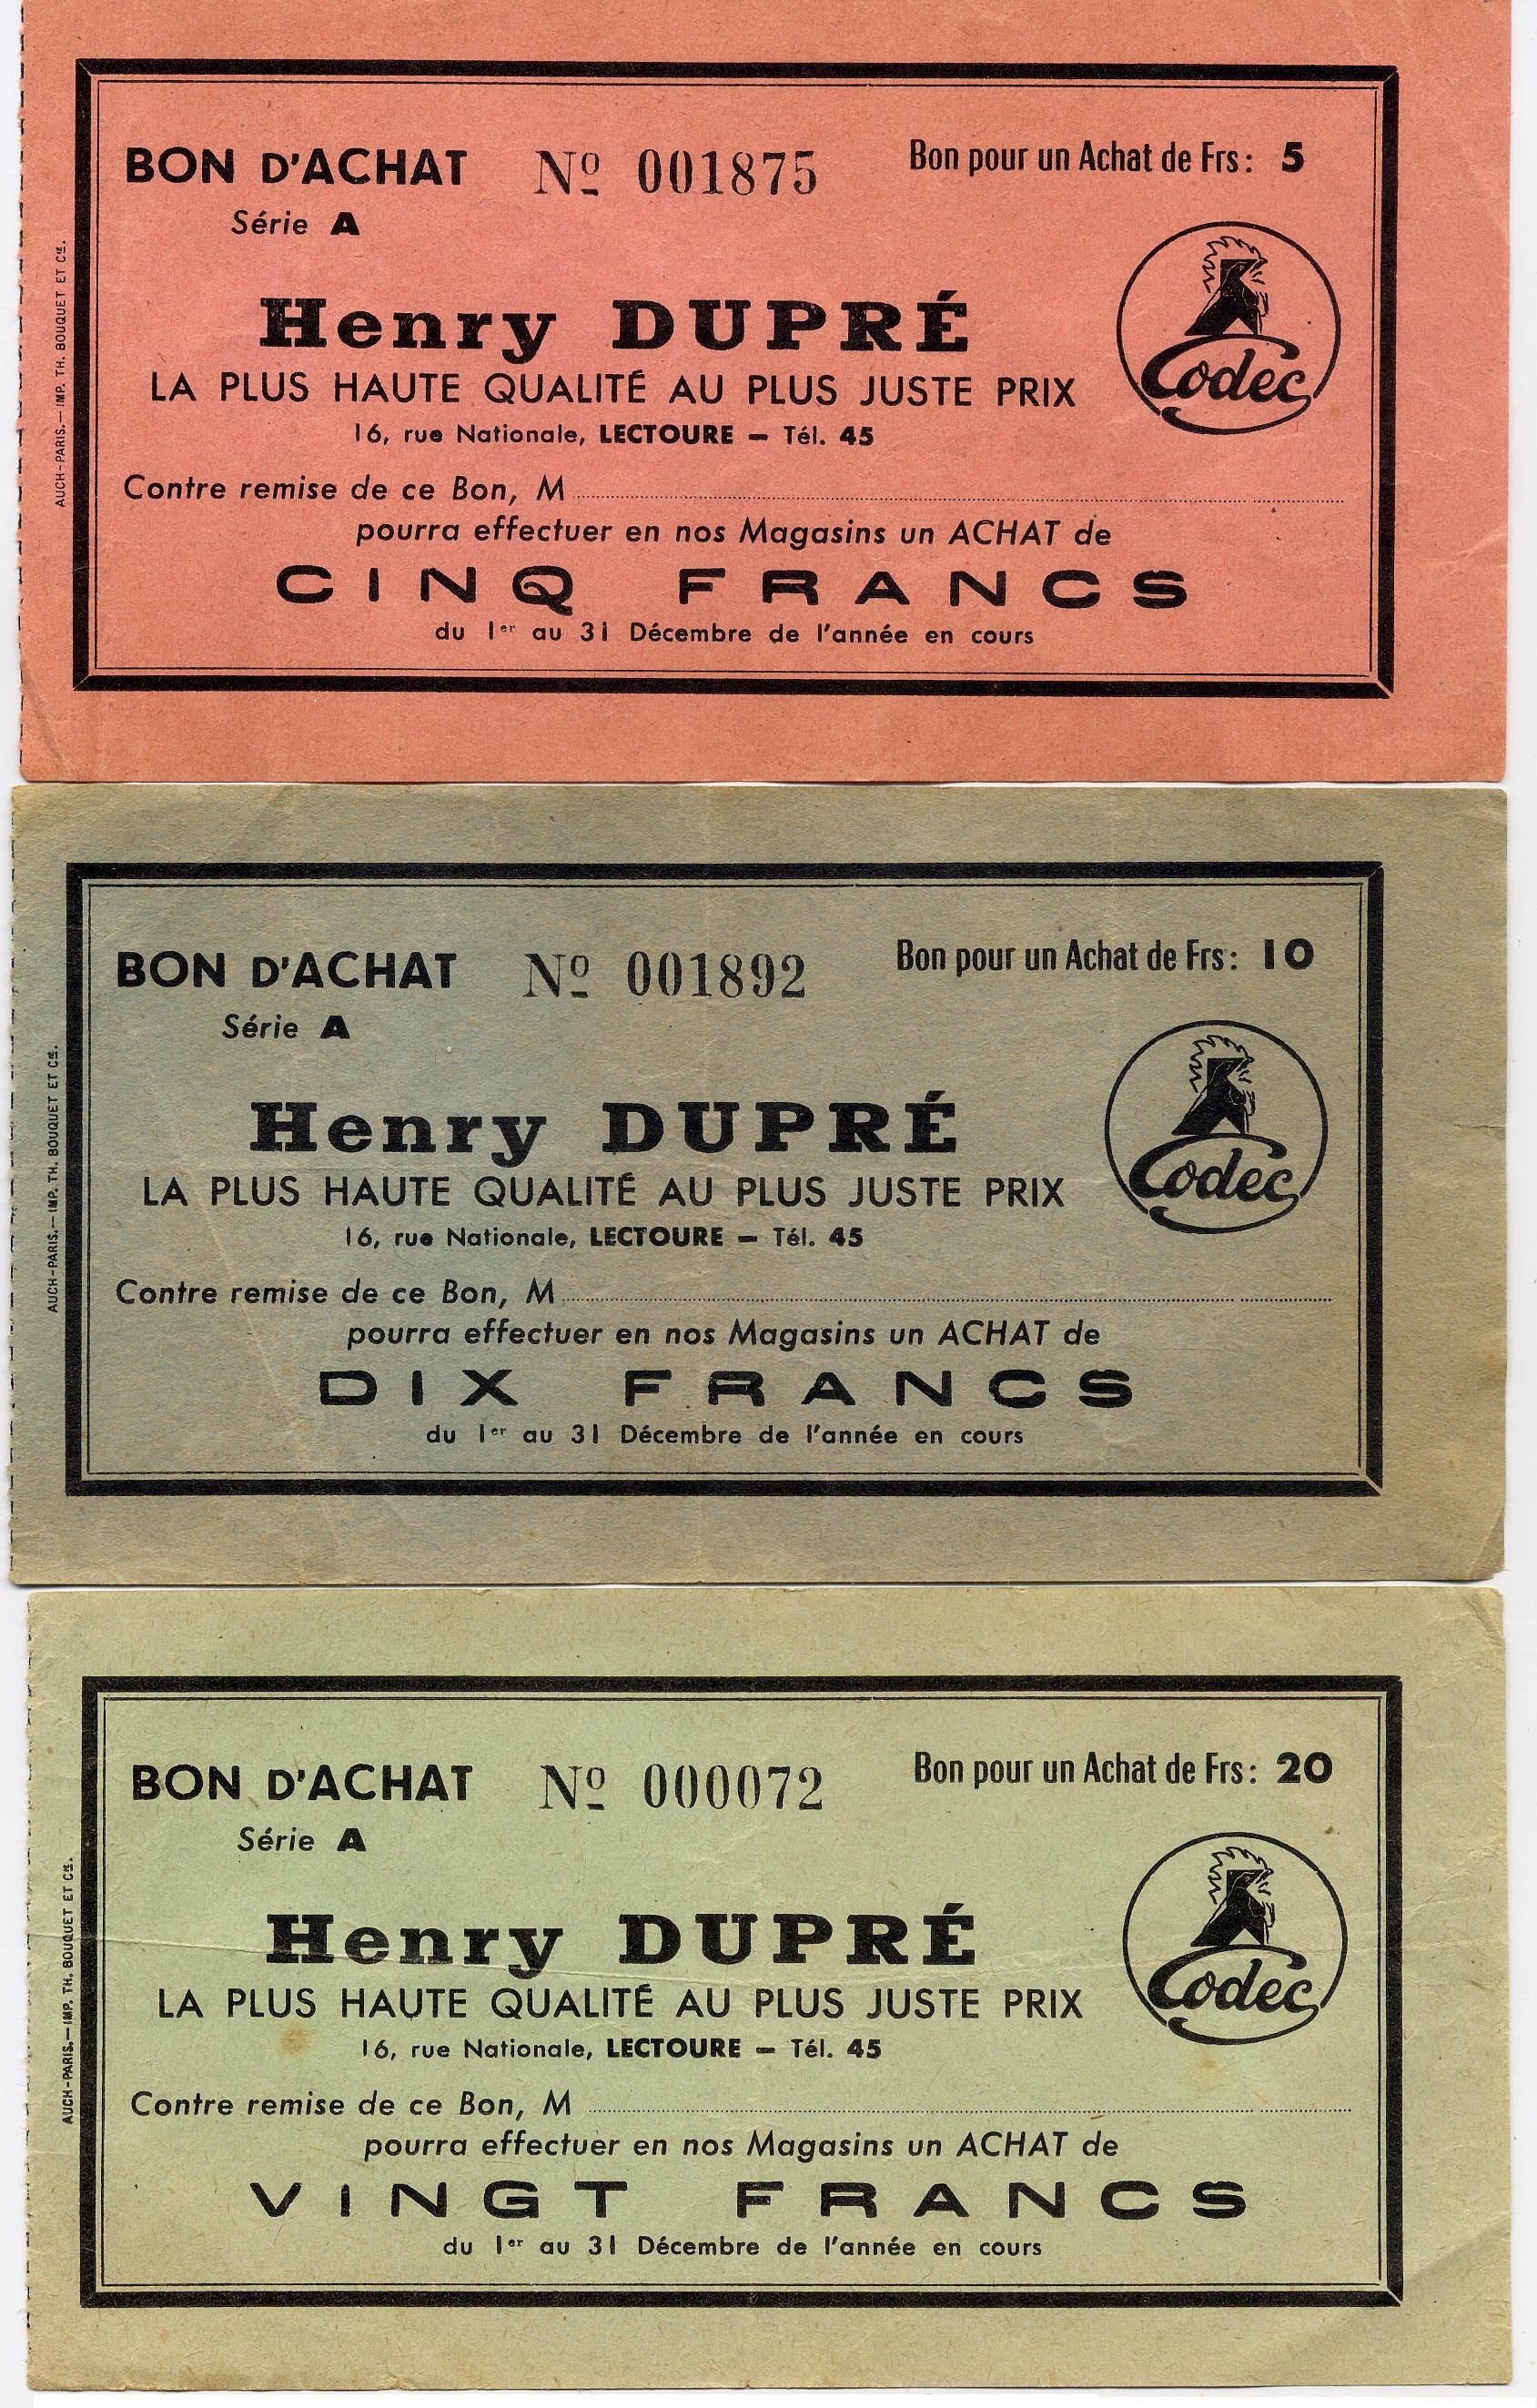 BON D'ACHAT Nº 001875 Bon pour un Achat de Frs : 5
Série A
Henry DUPRÉ
LA PLUS HAUTE QUALITÉ AU PLUS JUSTE PRIX
Codec
16, rue Nationale, LECTOURE — Tél. 45
Contre remise de ce Bon, M
pourra effectuer en nos Magasins un ACHAT de
CINQ FRANCS
du 1er au 31 Décembre de l'année en cours
AUCH-PARIS. — IMP. TH. BOUQUET ET Cie.
BON D'ACHAT Nº 001892 Bon pour un Achat de Frs : 10
Série A
Henry DUPRÉ
LA PLUS HAUTE QUALITÉ AU PLUS JUSTE PRIX
Codec
16, rue Nationale, LECTOURE — Tél. 45
Contre remise de ce Bon, M
pourra effectuer en nos Magasins un ACHAT de
DIX FRANCS
du 1er au 31 Décembre de l'année en cours
AUCH-PARIS. — IMP. TH. BOUQUET ET Cie.
BON D'ACHAT Nº 000072 Bon pour un Achat de Frs : 20
Série A
Henry DUPRÉ
LA PLUS HAUTE QUALITÉ AU PLUS JUSTE PRIX
Codec
16, rue Nationale, LECTOURE — Tél. 45
Contre remise de ce Bon, M
pourra effectuer en nos Magasins un ACHAT de
VINGT FRANCS
du 1er au 31 Décembre de l'année en cours
AUCH-PARIS. — IMP. TH. BOUQUET ET Cie.